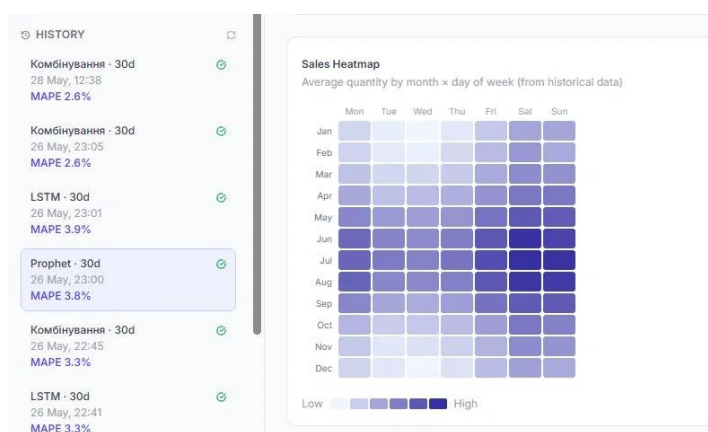 HISTORY
Комбінування · 30d
28 May, 12:38
MAPE 2.6%
Комбінування · 30d
26 May, 23:05
MAPE 2.6%
LSTM · 30d
26 May, 23:01
MAPE 3.9%
Prophet · 30d
26 May, 23:00
MAPE 3.8%
Комбінування · 30d
26 May, 22:45
MAPE 3.3%
LSTM · 30d
26 May, 22:41
MAPE 3.3%
Sales Heatmap
Average quantity by month × day of week (from historical data)
Mon Tue Wed Thu Fri Sat Sun
Jan
Feb
Mar
Apr
May
Jun
Jul
Aug
Sep
Oct
Nov
Dec
Low High